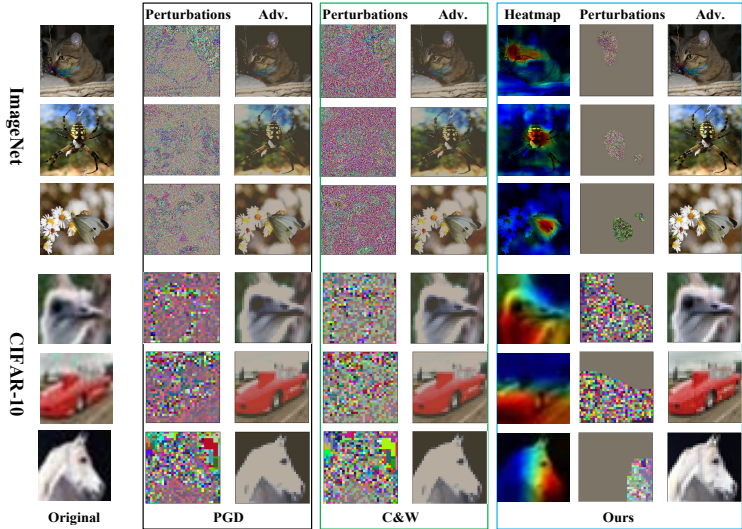 Perturbations Adv. Perturbations Adv. Heatmap Perturbations Adv.
ImageNet
CIFAR-10
Original PGD C&W Ours